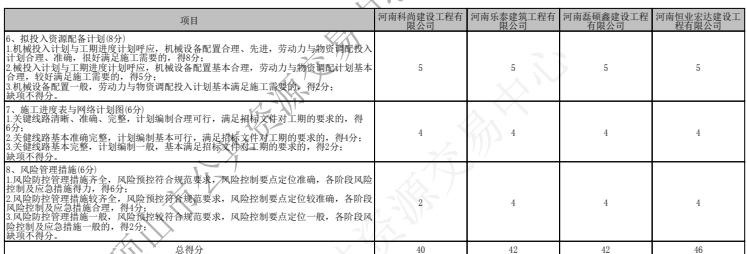 项目 河南科尚建设工程有限公司 河南乐泰建筑工程有限公司 河南磊硕鑫建设工程有限公司 河南恒业宏达建设工程有限公司
6、拟投入资源配备计划(8分)
1.机械投入计划与工期进度计划呼应，机械设备配置合理、先进，劳动力与物资调配投入
计划合理、准确，很好满足施工需要的，得8分；
2.械投入计划与工期进度计划呼应，机械设备配置基本合理，劳动力与物资调配计划基本
合理，较好满足施工需要的，得5分；
3.机械设备配置一般，劳动力与物资调配投入计划基本满足施工需要的，得2分；
缺项不得分。
5 5 5 5
7、施工进度表与网络计划图(6分)
1.关键线路清晰、准确、完整，计划编制合理可行，满足招标文件对工期的要求的，得
6分；
2.关键线路基本准确完整，计划编制基本可行，满足招标文件对工期的要求的，得4分；
3.关键线路基本完整，计划编制一般，基本满足招标文件对工期的要求的，得2分；
缺项不得分。
4 4 4 4
8、风险管理措施(6分)
1.风险防控管理措施齐全，风险预控符合规范要求，风险控制要点定位准确，各阶段风险
控制及应急措施得力，得6分；
2.风险防控管理措施较齐全，风险预控符合规范要求，风险控制要点定位较准确，各阶段
风险控制及应急措施合理，得4分；
3.风险防控管理措施一般，风险预控较符合规范要求，风险控制要点定位一般，各阶段风
险控制及应急措施一般的，得2分；
缺项不得分。
2 4 4 4
总得分 40 42 42 46
顶山市公共资源交易中心
资源交易中心